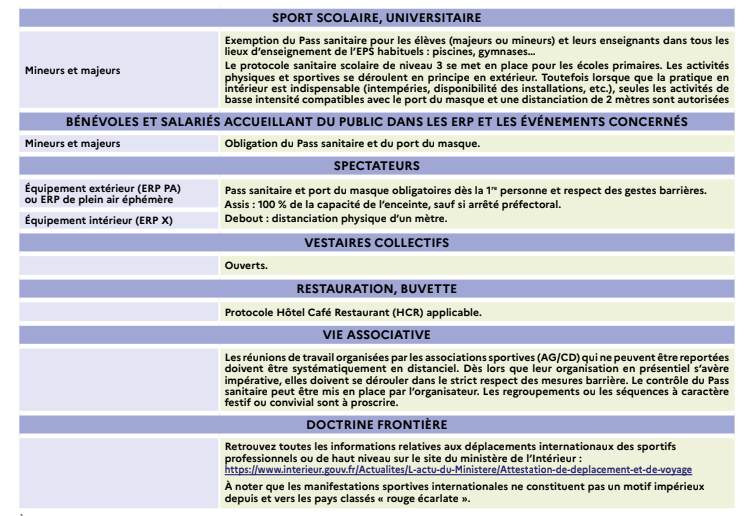 SPORT SCOLAIRE, UNIVERSITAIRE
Mineurs et majeurs
Exemption du Pass sanitaire pour les élèves (majeurs ou mineurs) et leurs enseignants dans tous les
lieux d'enseignement de l'EPS habituels : piscines, gymnases…
Le protocole sanitaire scolaire de niveau 3 se met en place pour les écoles primaires. Les activités
physiques et sportives se déroulent en principe en extérieur. Toutefois lorsque que la pratique en
intérieur est indispensable (intempéries, disponibilité des installations, etc.), seules les activités de
basse intensité compatibles avec le port du masque et une distanciation de 2 mètres sont autorisées
BÉNÉVOLES ET SALARIÉS ACCUEILLANT DU PUBLIC DANS LES ERP ET LES ÉVÉNEMENTS CONCERNÉS
Mineurs et majeurs
Obligation du Pass sanitaire et du port du masque.
SPECTATEURS
Équipement extérieur (ERP PA)
ou ERP de plein air éphémère
Équipement intérieur (ERP X)
Pass sanitaire et port du masque obligatoires dès la 1re personne et respect des gestes barrières.
Assis : 100 % de la capacité de l'enceinte, sauf si arrêté préfectoral.
Debout : distanciation physique d'un mètre.
VESTIAIRES COLLECTIFS
Ouverts.
RESTAURATION, BUVETTE
Protocole Hôtel Café Restaurant (HCR) applicable.
VIE ASSOCIATIVE
Les réunions de travail organisées par les associations sportives (AG/CD) qui ne peuvent être reportées
doivent être systématiquement en distanciel. Dès lors que leur organisation en présentiel s'avère
impérative, elles doivent se dérouler dans le strict respect des mesures barrière. Le contrôle du Pass
sanitaire peut être mis en place par l'organisateur. Les regroupements ou les séquences à caractère
festif ou convivial sont à proscrire.
DOCTRINE FRONTIÈRE
Retrouvez toutes les informations relatives aux déplacements internationaux des sportifs
professionnels ou de haut niveau sur le site du ministère de l'Intérieur :
https://www.interieur.gouv.fr/Actualites/L-actu-du-Ministere/Attestation-de-deplacement-et-de-voyage
À noter que les manifestations sportives internationales ne constituent pas un motif impérieux
depuis et vers les pays classés « rouge écarlate ».